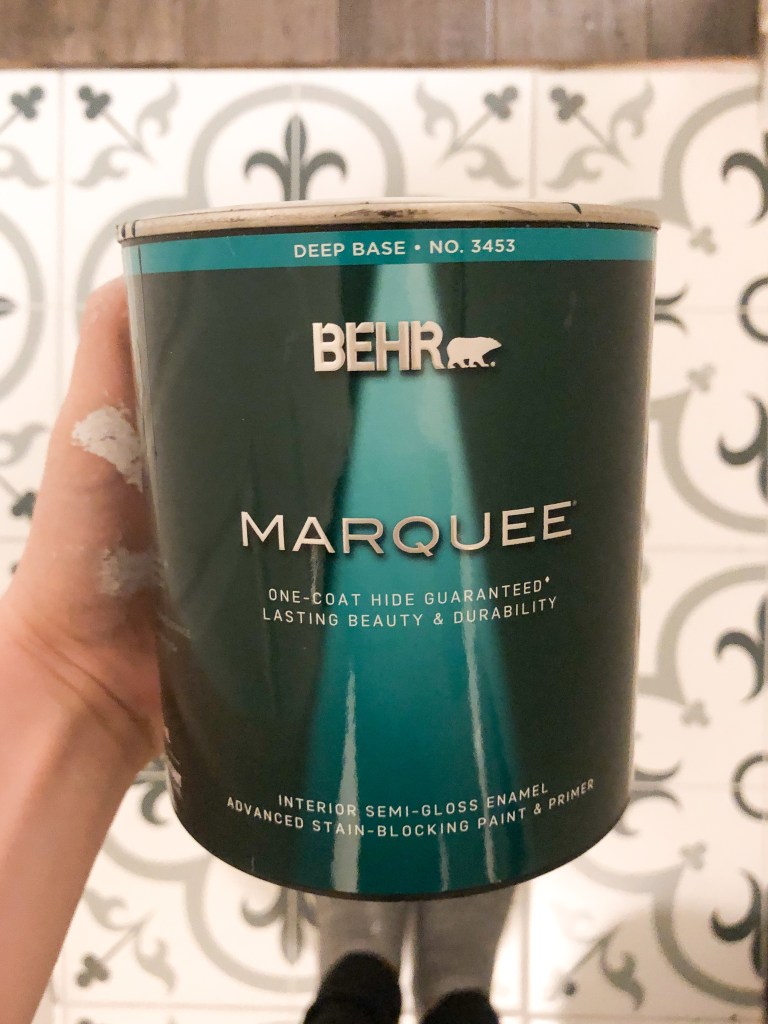 DEEP BASE • NO. 3453
BEHR
MARQUEE®
ONE-COAT HIDE GUARANTEED♦
LASTING BEAUTY & DURABILITY
INTERIOR SEMI-GLOSS ENAMEL
ADVANCED STAIN-BLOCKING PAINT & PRIMER